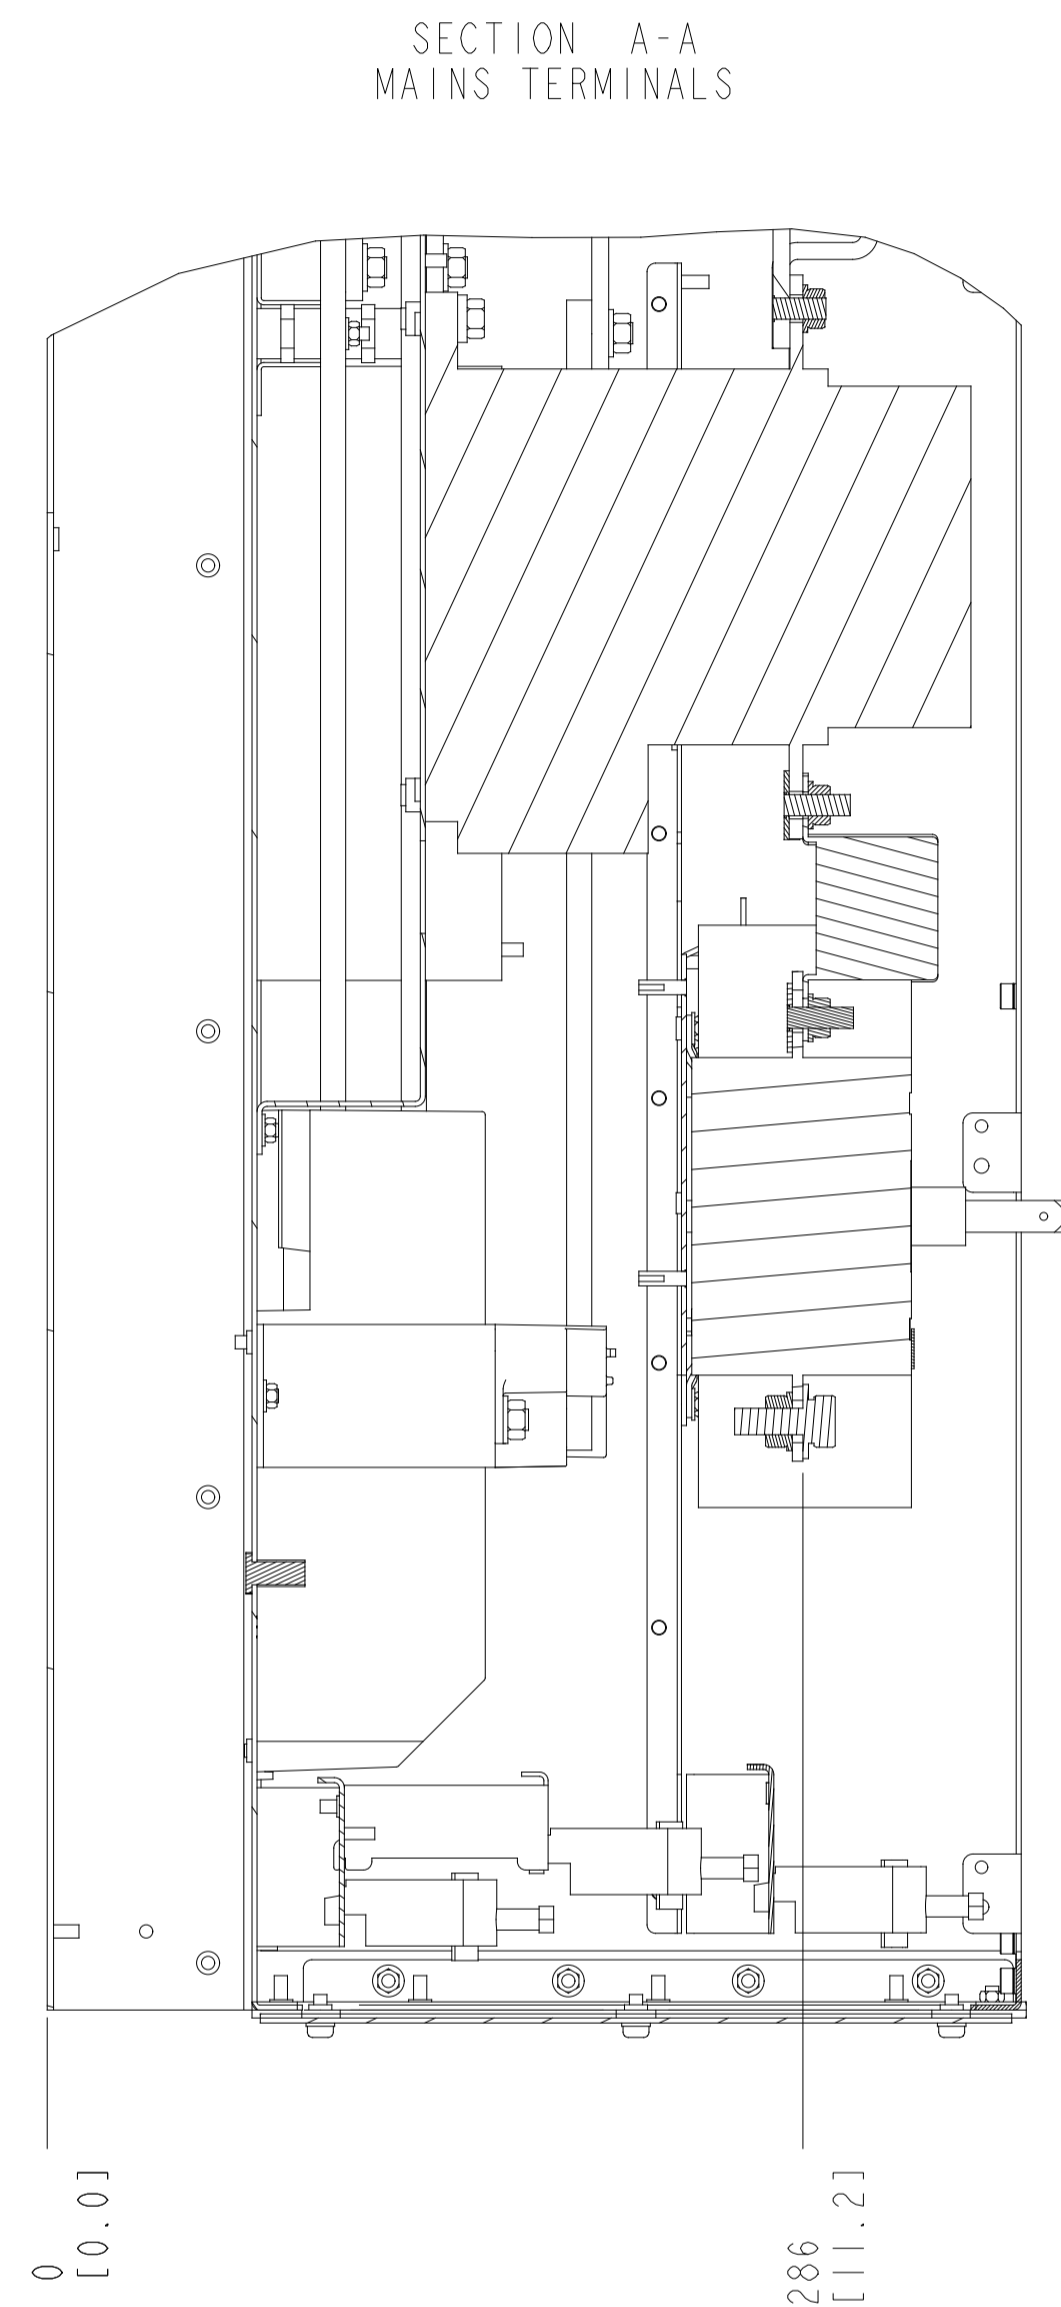 SECTION A-A
MAINS TERMINALS
0
[0.0]
286
[11.2]